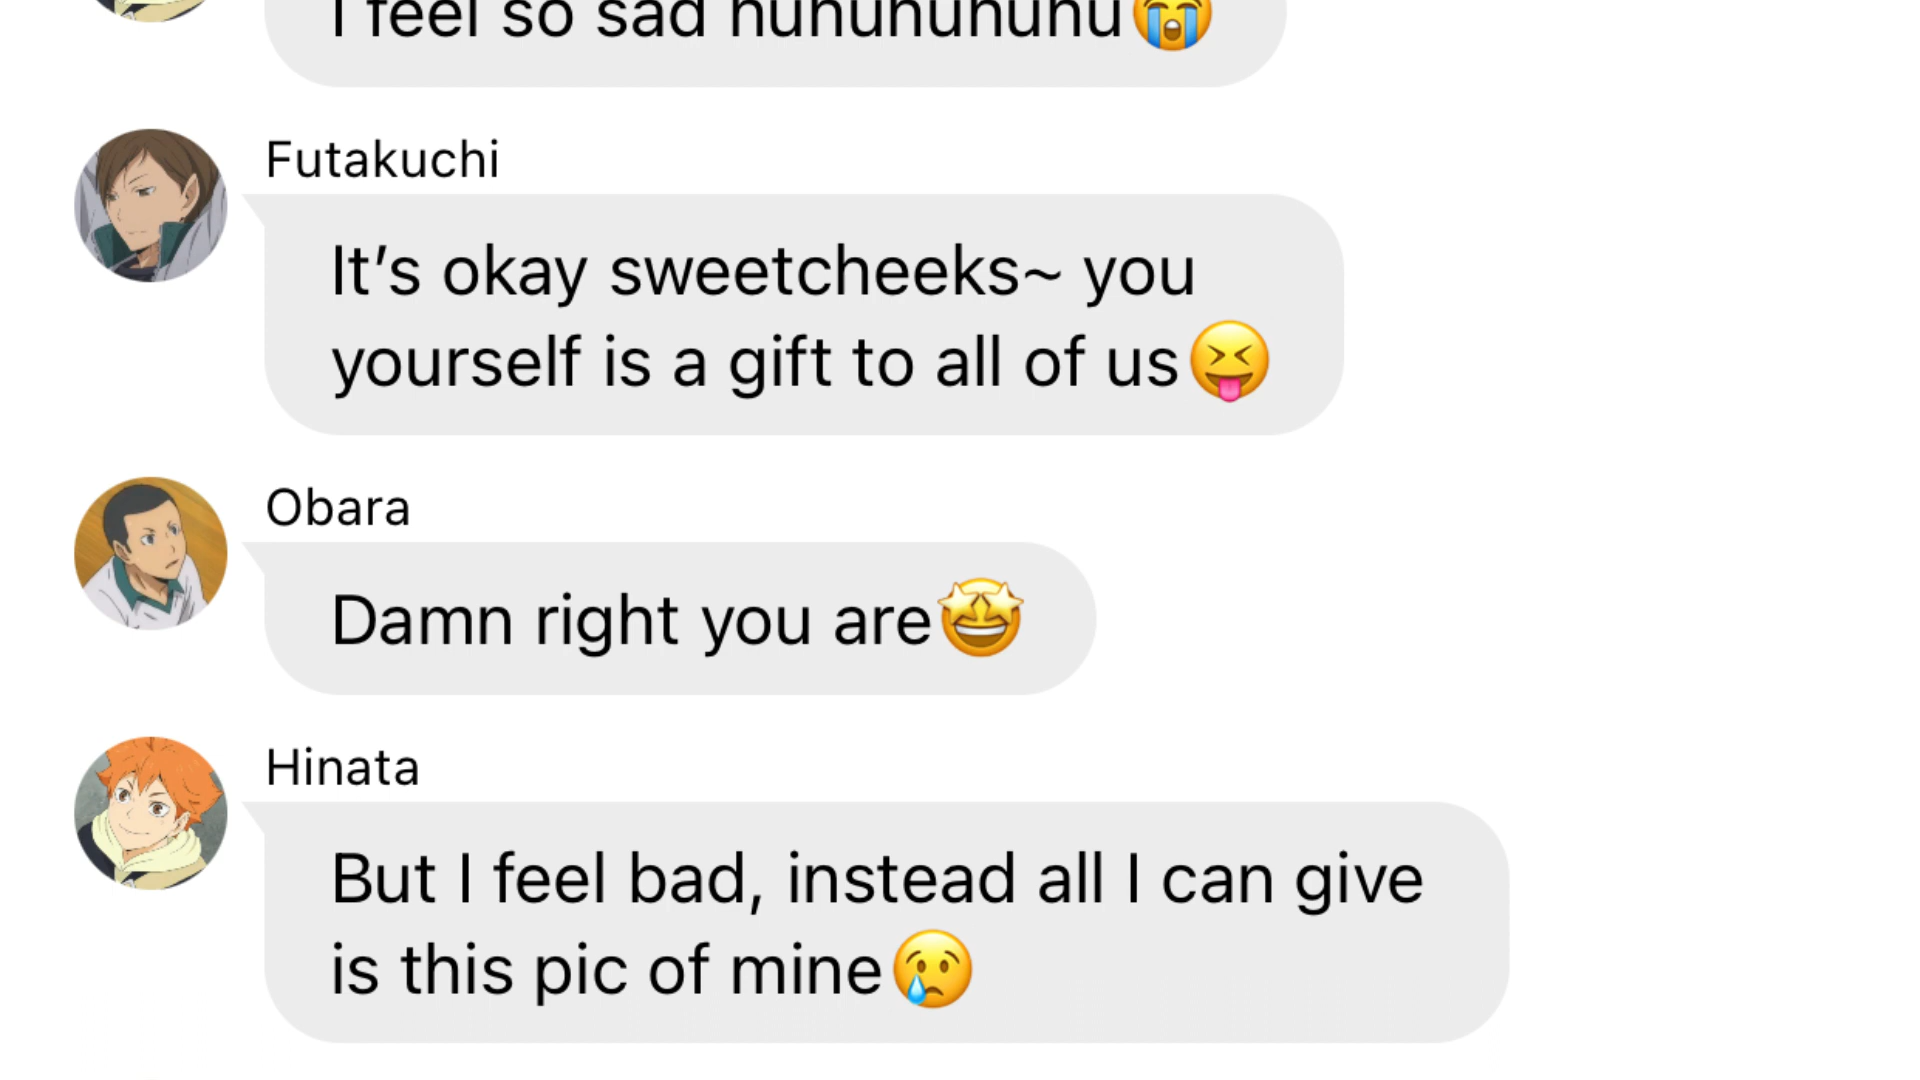 I feel so sad huhuhuhuhu😭
Futakuchi
It’s okay sweetcheeks~ you
yourself is a gift to all of us😝
Obara
Damn right you are🤩
Hinata
But I feel bad, instead all I can give
is this pic of mine😢